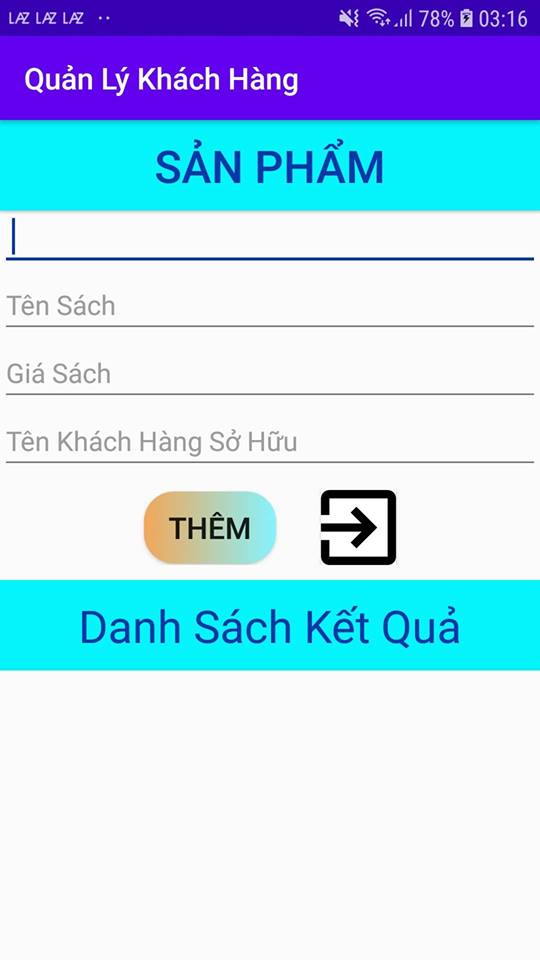 LAZ LAZ LAZ 78% 03:16
Quản Lý Khách Hàng
SẢN PHẨM
Tên Sách
Giá Sách
Tên Khách Hàng Sở Hữu
THÊM
Danh Sách Kết Quả